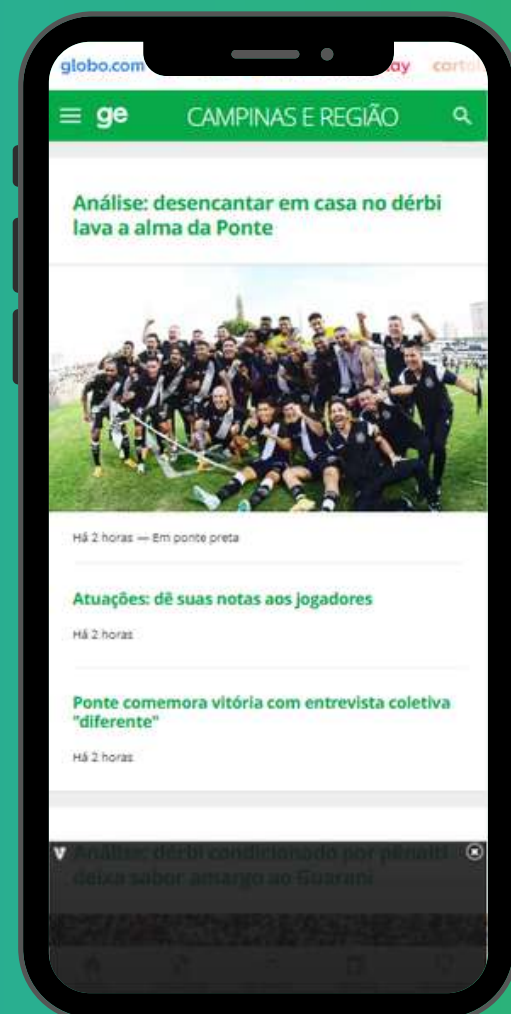 globo.com
ge
CAMPINAS E REGIÃO
Análise: desencantar em casa no dérbi
lava a alma da Ponte
Há 2 horas — Em ponte preta
Atuações: dê suas notas aos jogadores
Há 2 horas
Ponte comemora vitória com entrevista coletiva
"diferente"
Há 2 horas
Análise: dérbi condicionado por pênalti
deixa sabor amargo ao Guarani